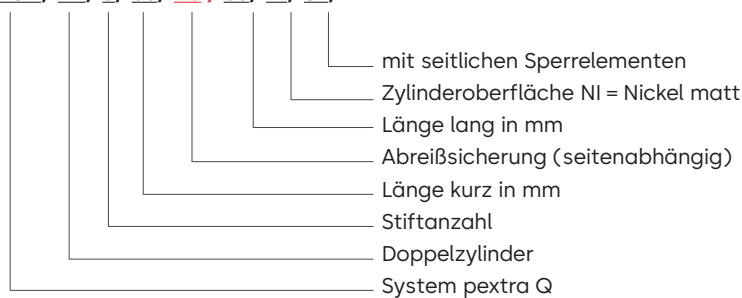 mit seitlichen Sperrelementen
Zylinderoberfläche NI = Nickel matt
Länge lang in mm
Abreißsicherung (seitenabhängig)
Länge kurz in mm
Stiftanzahl
Doppelzylinder
System pextra Q